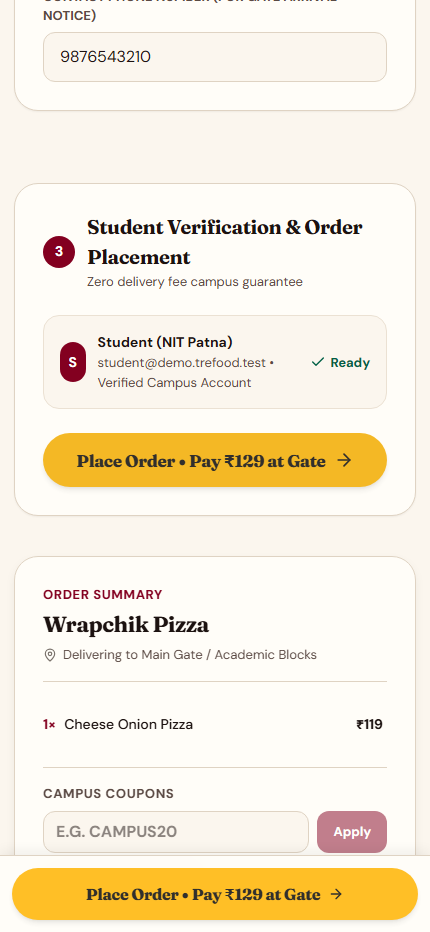 NOTICE)
9876543210
3
Student Verification & Order
Placement
Zero delivery fee campus guarantee
S
Student (NIT Patna)
student@demo.trefood.test •
Verified Campus Account
Ready
Place Order • Pay ₹129 at Gate
ORDER SUMMARY
Wrapchik Pizza
Delivering to Main Gate / Academic Blocks
1× Cheese Onion Pizza ₹119
CAMPUS COUPONS
E.G. CAMPUS20
Apply
Place Order • Pay ₹129 at Gate